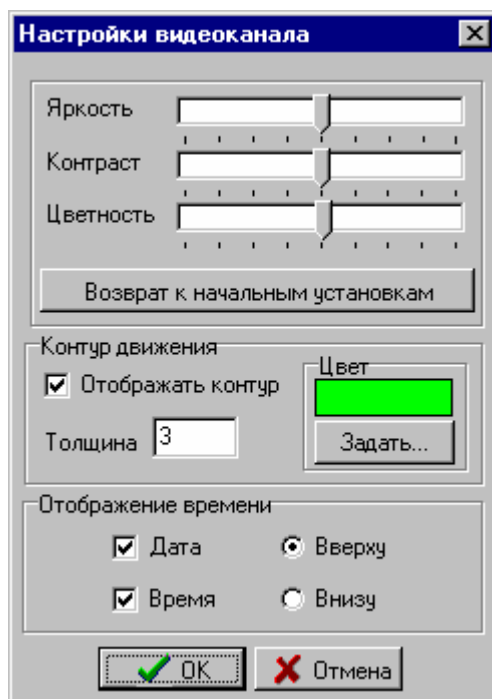 Настройки видеоканала
Яркость
Контраст
Цветность
Возврат к начальным установкам
Контур движения
Отображать контур
Цвет
Толщина 3
Задать...
Отображение времени
Дата Вверху
Время Внизу
OK Отмена